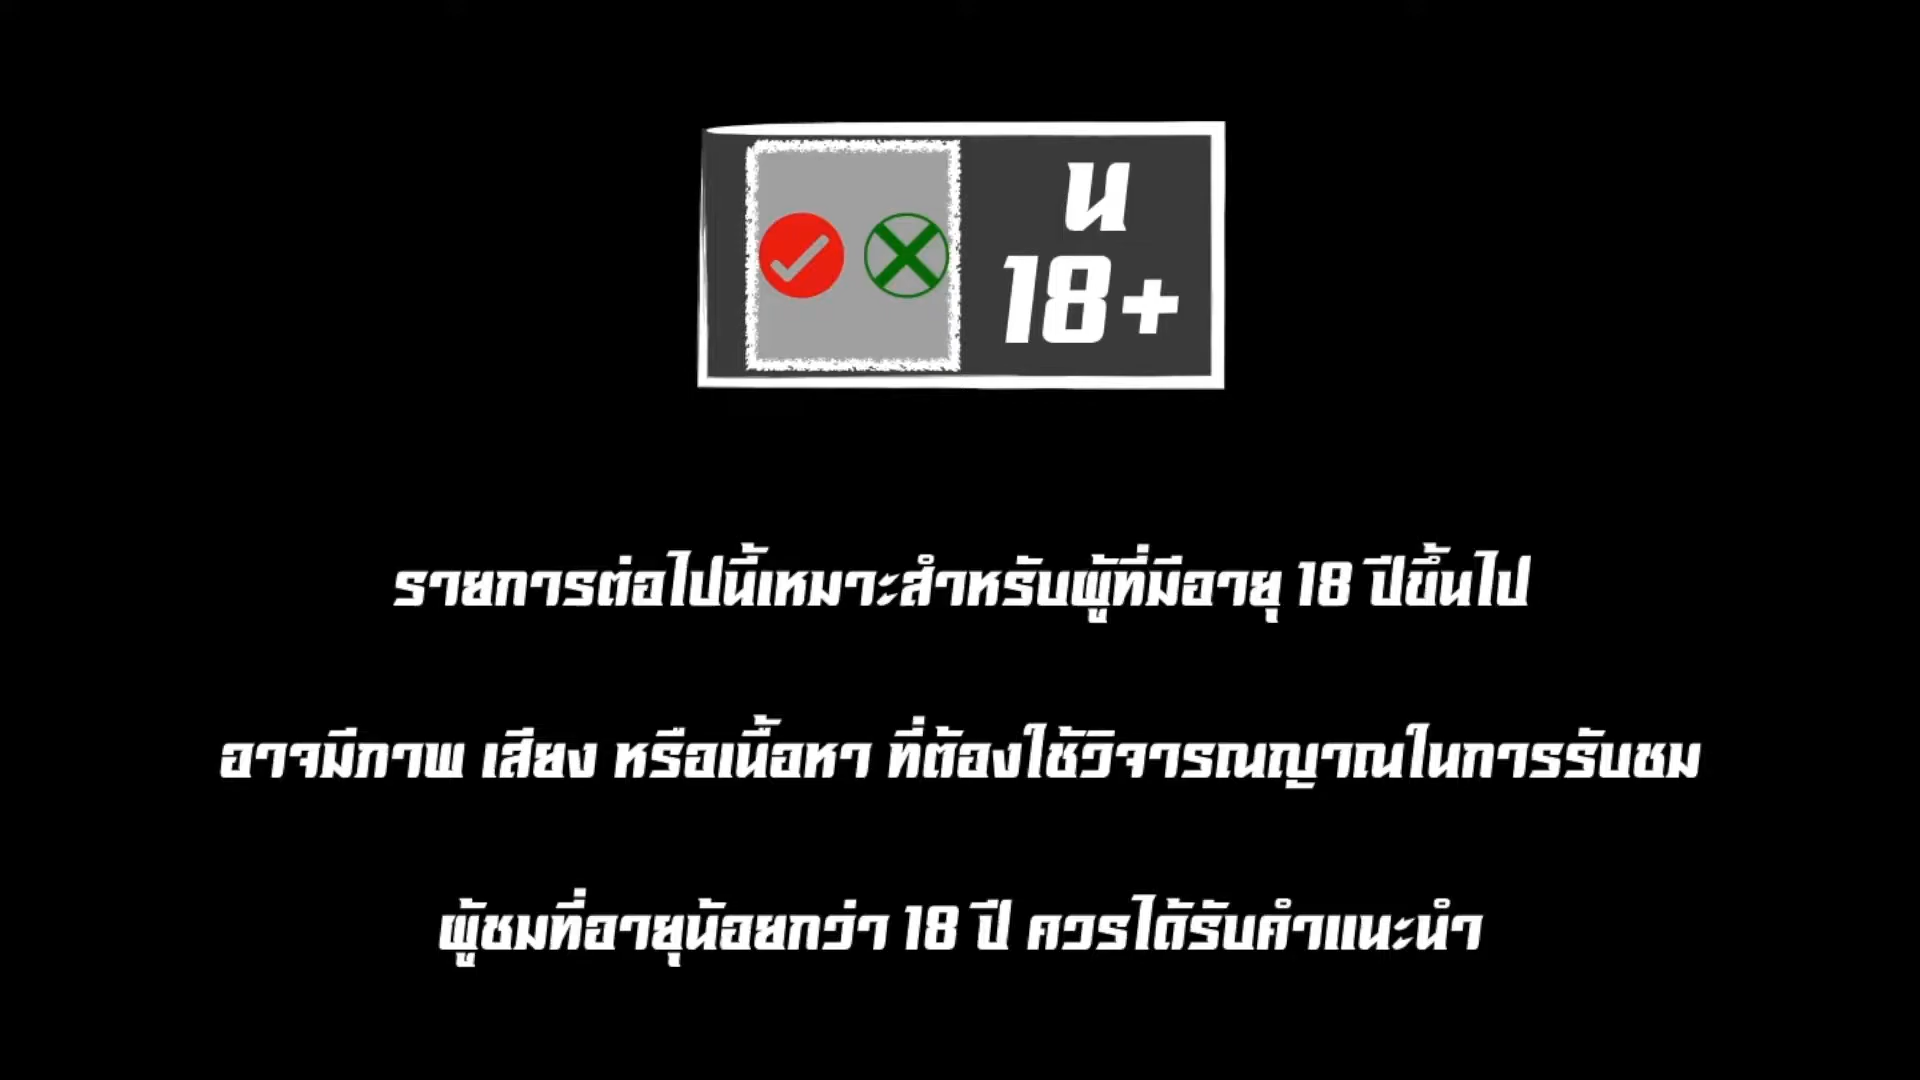 น
18+
รายการต่อไปนี้เหมาะสำหรับผู้ที่มีอายุ 18 ปีขึ้นไป
อาจมีภาพ เสียง หรือเนื้อหา ที่ต้องใช้วิจารณญาณในการรับชม
ผู้ชมที่อายุน้อยกว่า 18 ปี ควรได้รับคำแนะนำ